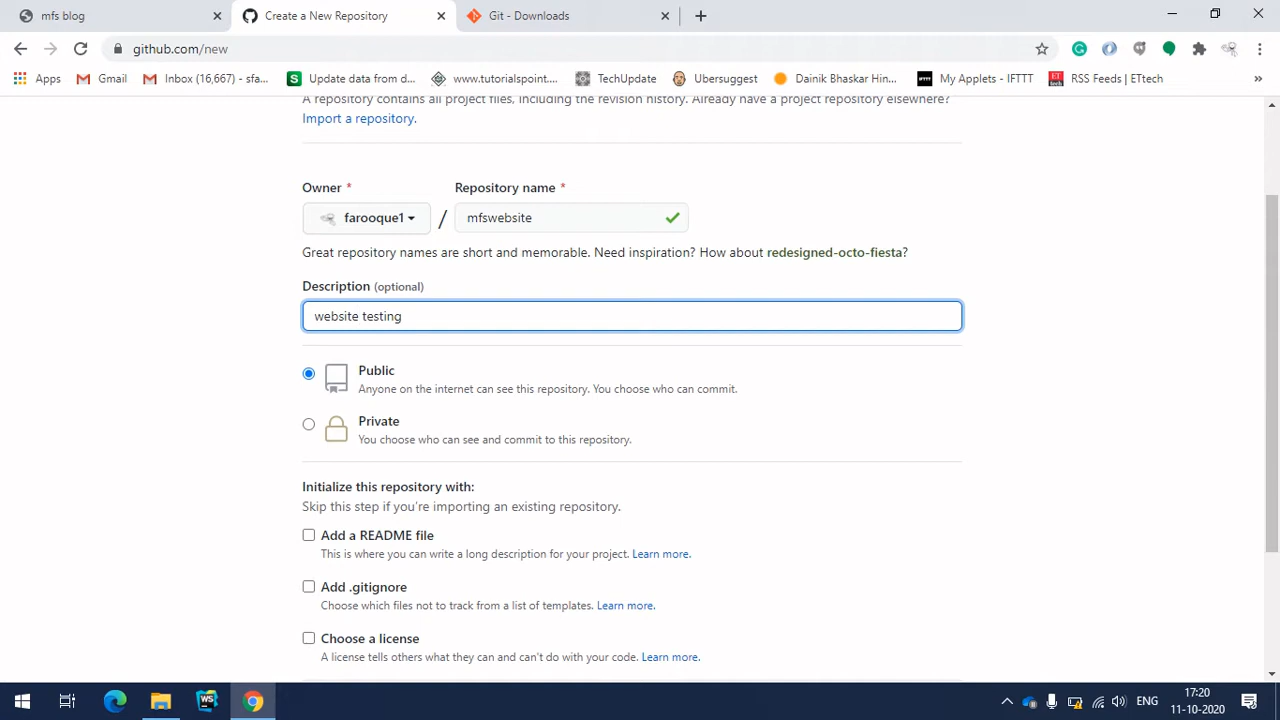 mfs blog
Create a New Repository
Git - Downloads
github.com/new
Apps
Gmail
Inbox (16,667) - sfa...
Update data from d...
www.tutorialspoint...
TechUpdate
Ubersuggest
Dainik Bhaskar Hin...
IFTTT
My Applets - IFTTT
ET tech
RSS Feeds | ETtech
»
A repository contains all project files, including the revision history. Already have a project repository elsewhere?
Import a repository.
Owner *
Repository name *
farooque1
/
mfswebsite
Great repository names are short and memorable. Need inspiration? How about redesigned-octo-fiesta?
Description (optional)
website testing
Public
Anyone on the internet can see this repository. You choose who can commit.
Private
You choose who can see and commit to this repository.
Initialize this repository with:
Skip this step if you're importing an existing repository.
Add a README file
This is where you can write a long description for your project. Learn more.
Add .gitignore
Choose which files not to track from a list of templates. Learn more.
Choose a license
A license tells others what they can and can't do with your code. Learn more.
WS
ENG
17:20
11-10-2020